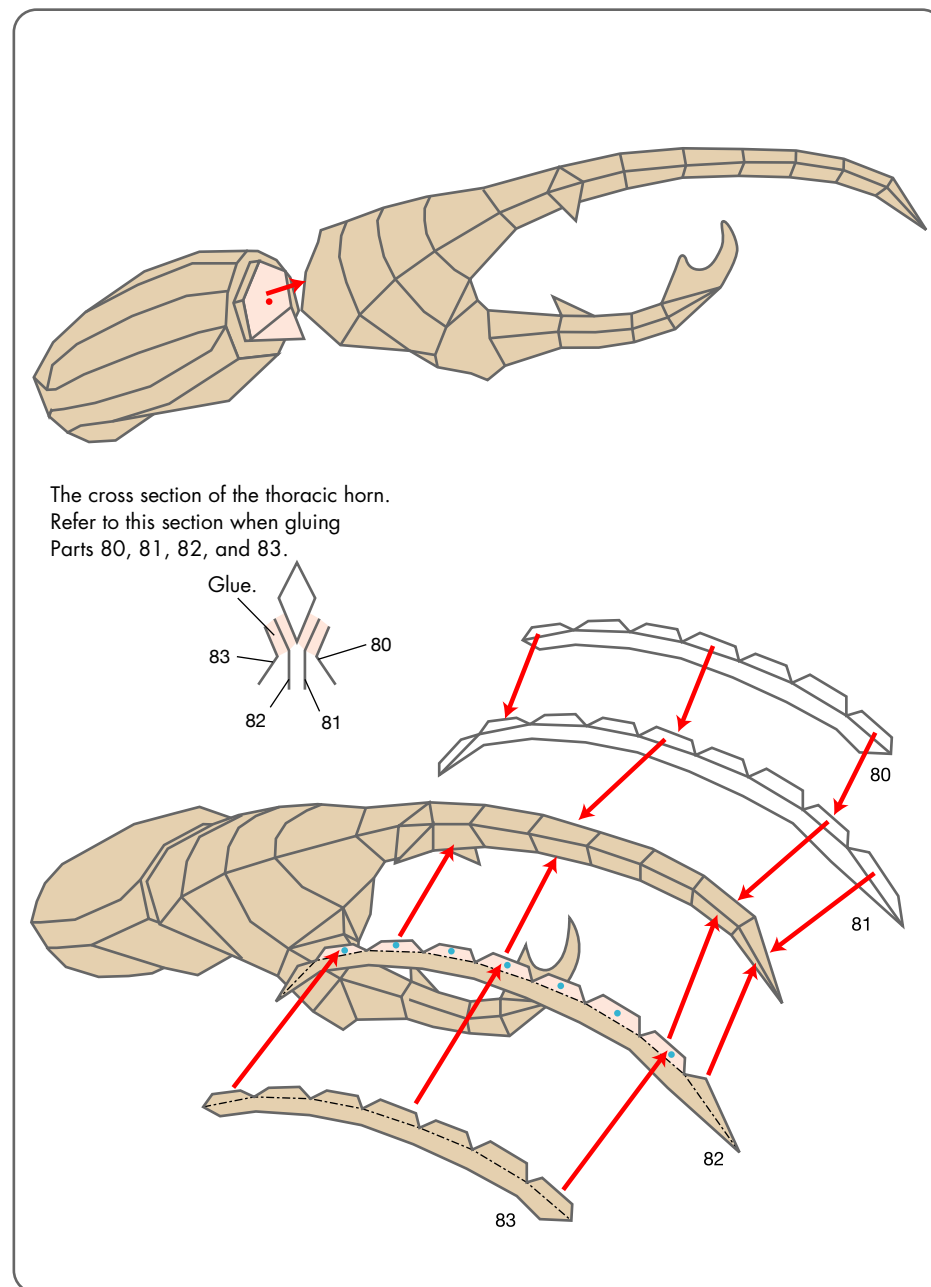 The cross section of the thoracic horn.
Refer to this section when gluing
Parts 80, 81, 82, and 83.
Glue.
83
80
82
81
80
81
82
83